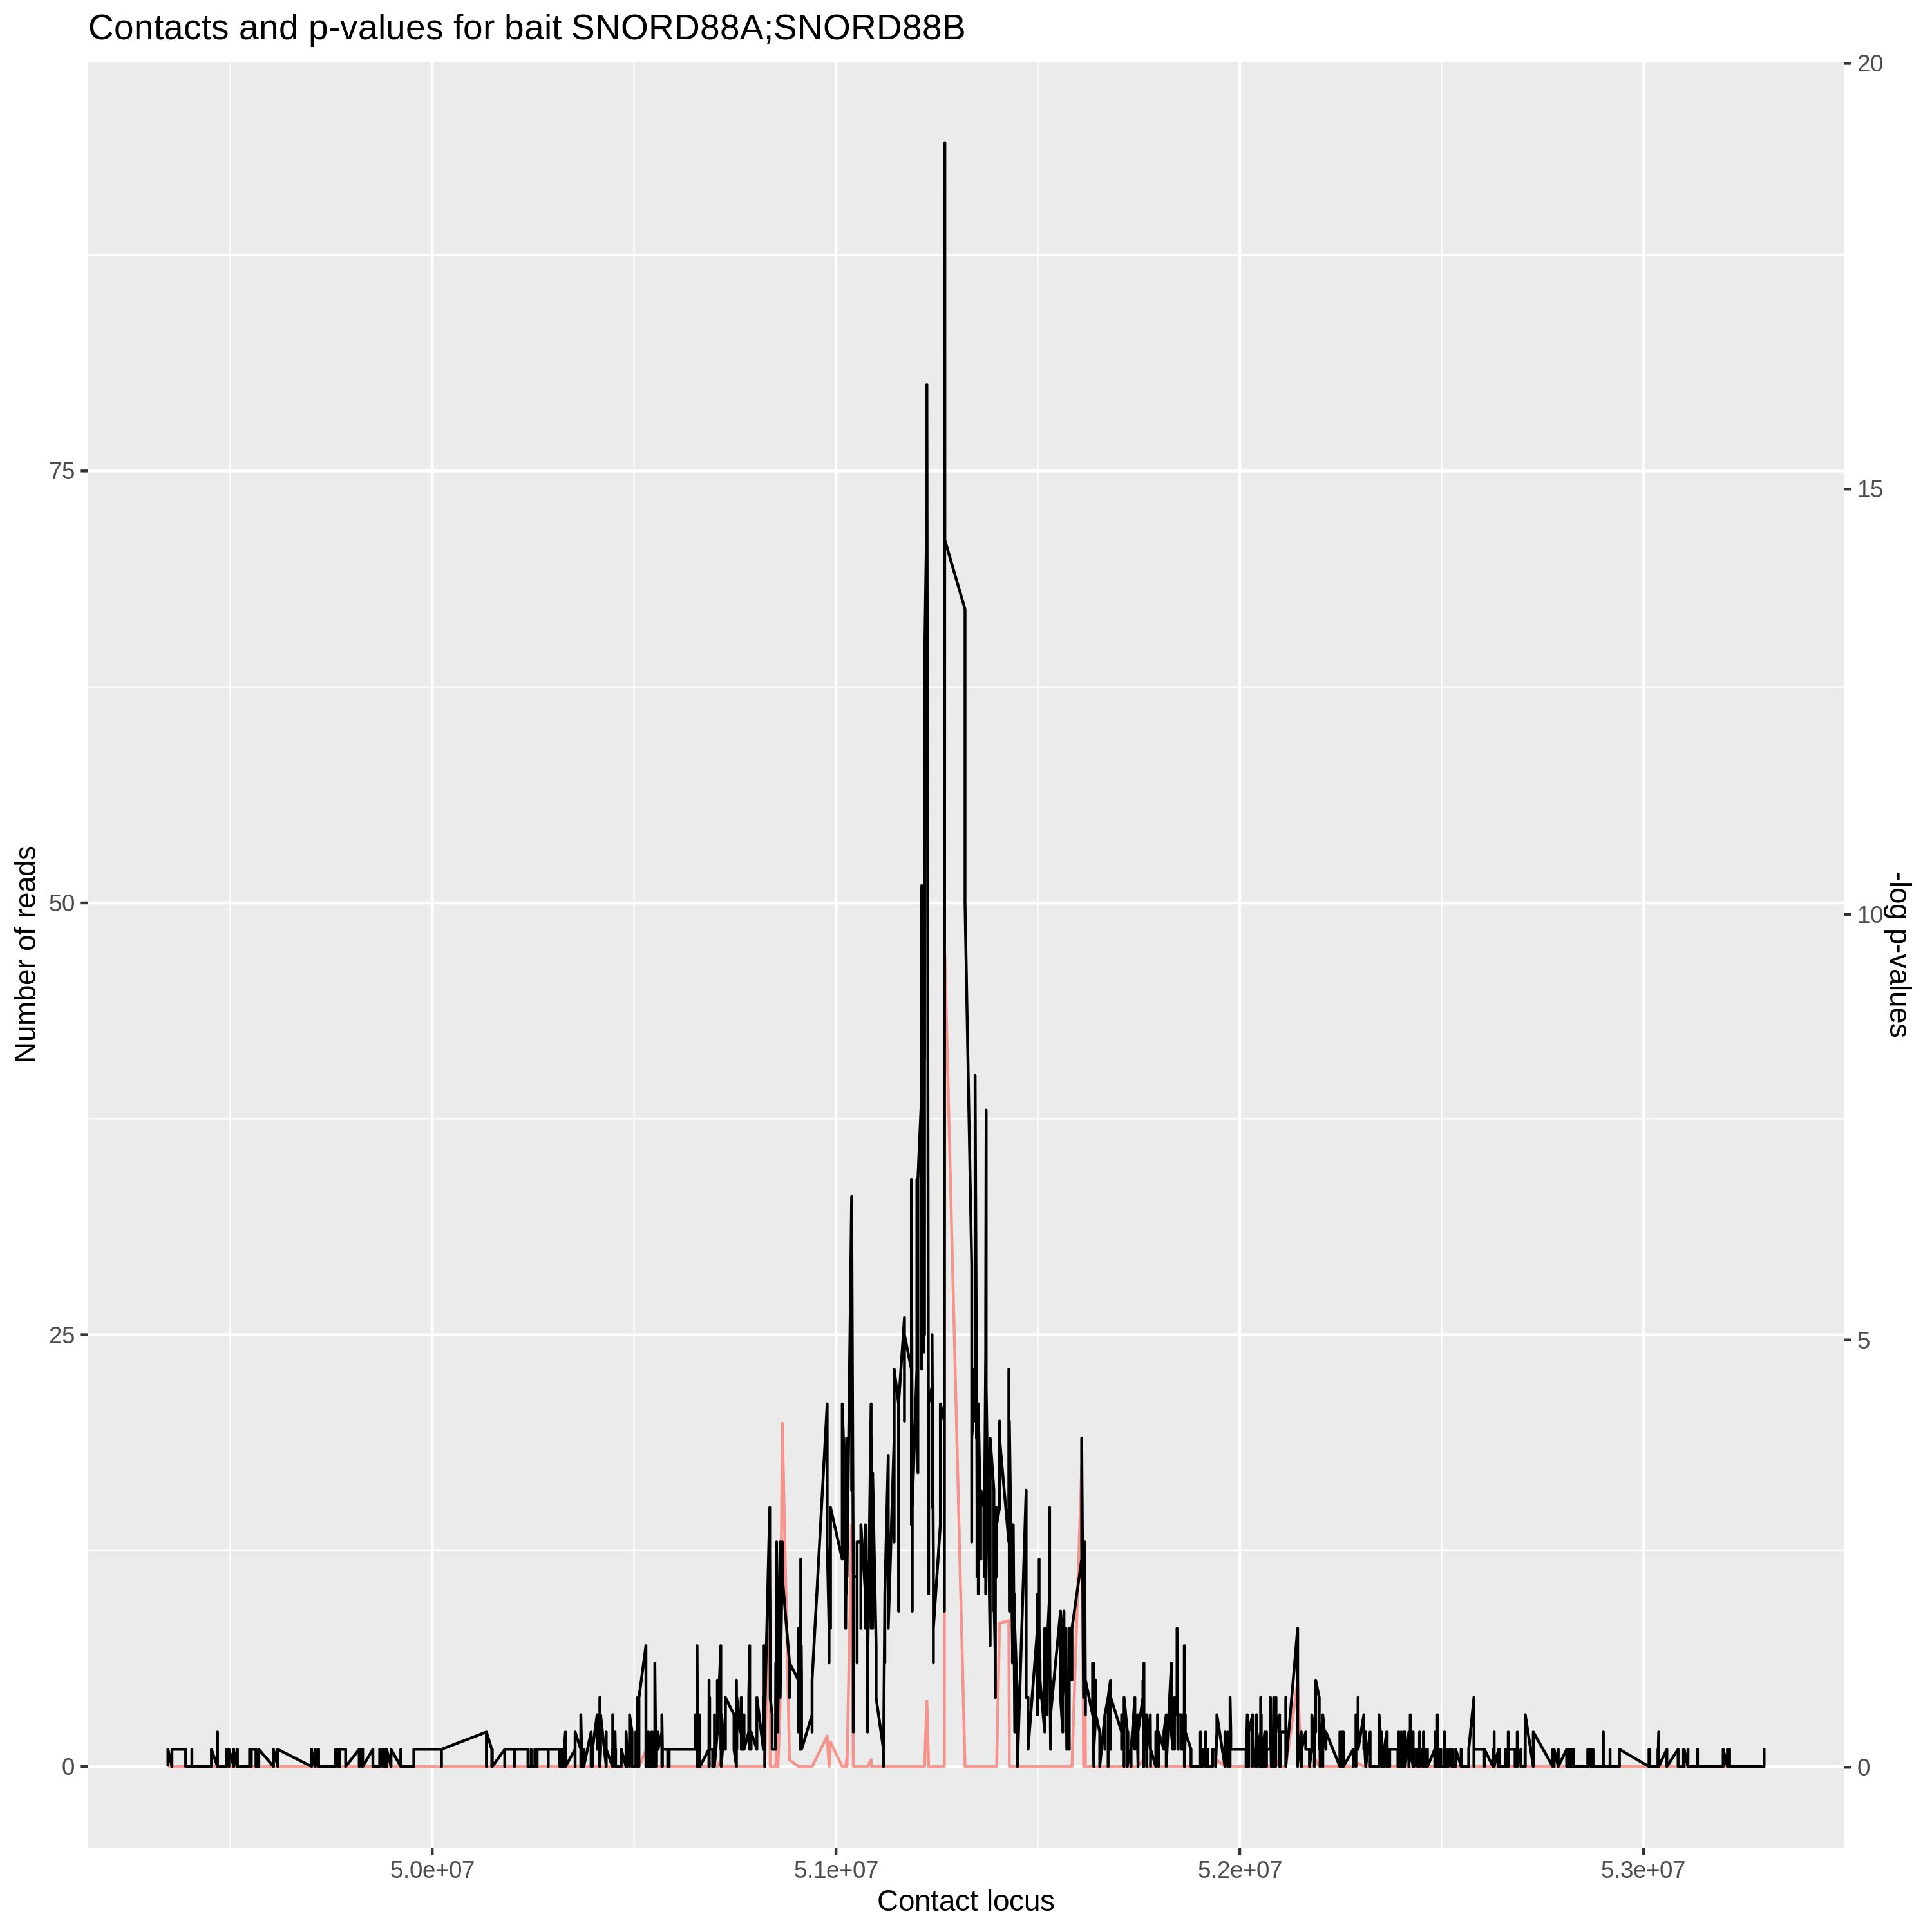 Contacts and p-values for bait SNORD88A;SNORD88B
20
75
15
50
10
Number of reads
-log p-values
25
5
0
0
5.0e+07
5.1e+07
5.2e+07
5.3e+07
Contact locus